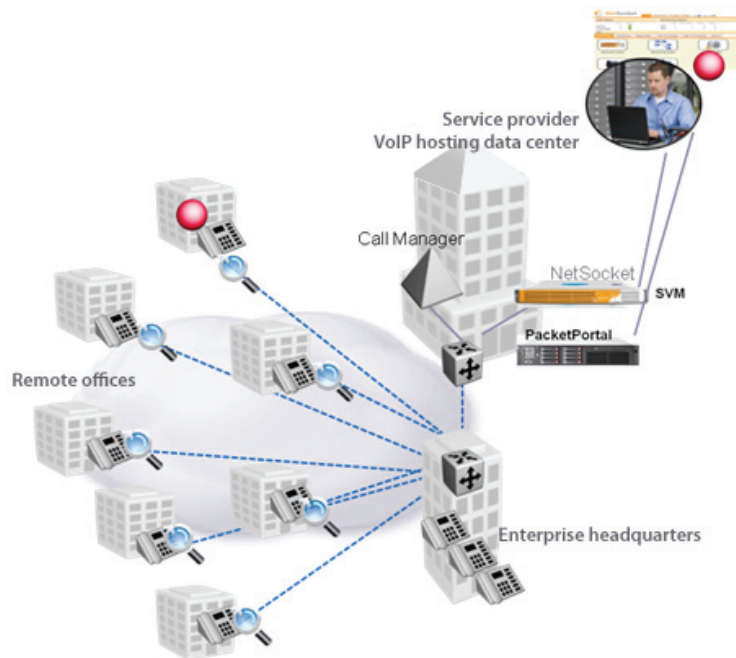 Service provider
VoIP hosting data center
Call Manager
NetSocket
SVM
PacketPortal
Remote offices
Enterprise headquarters